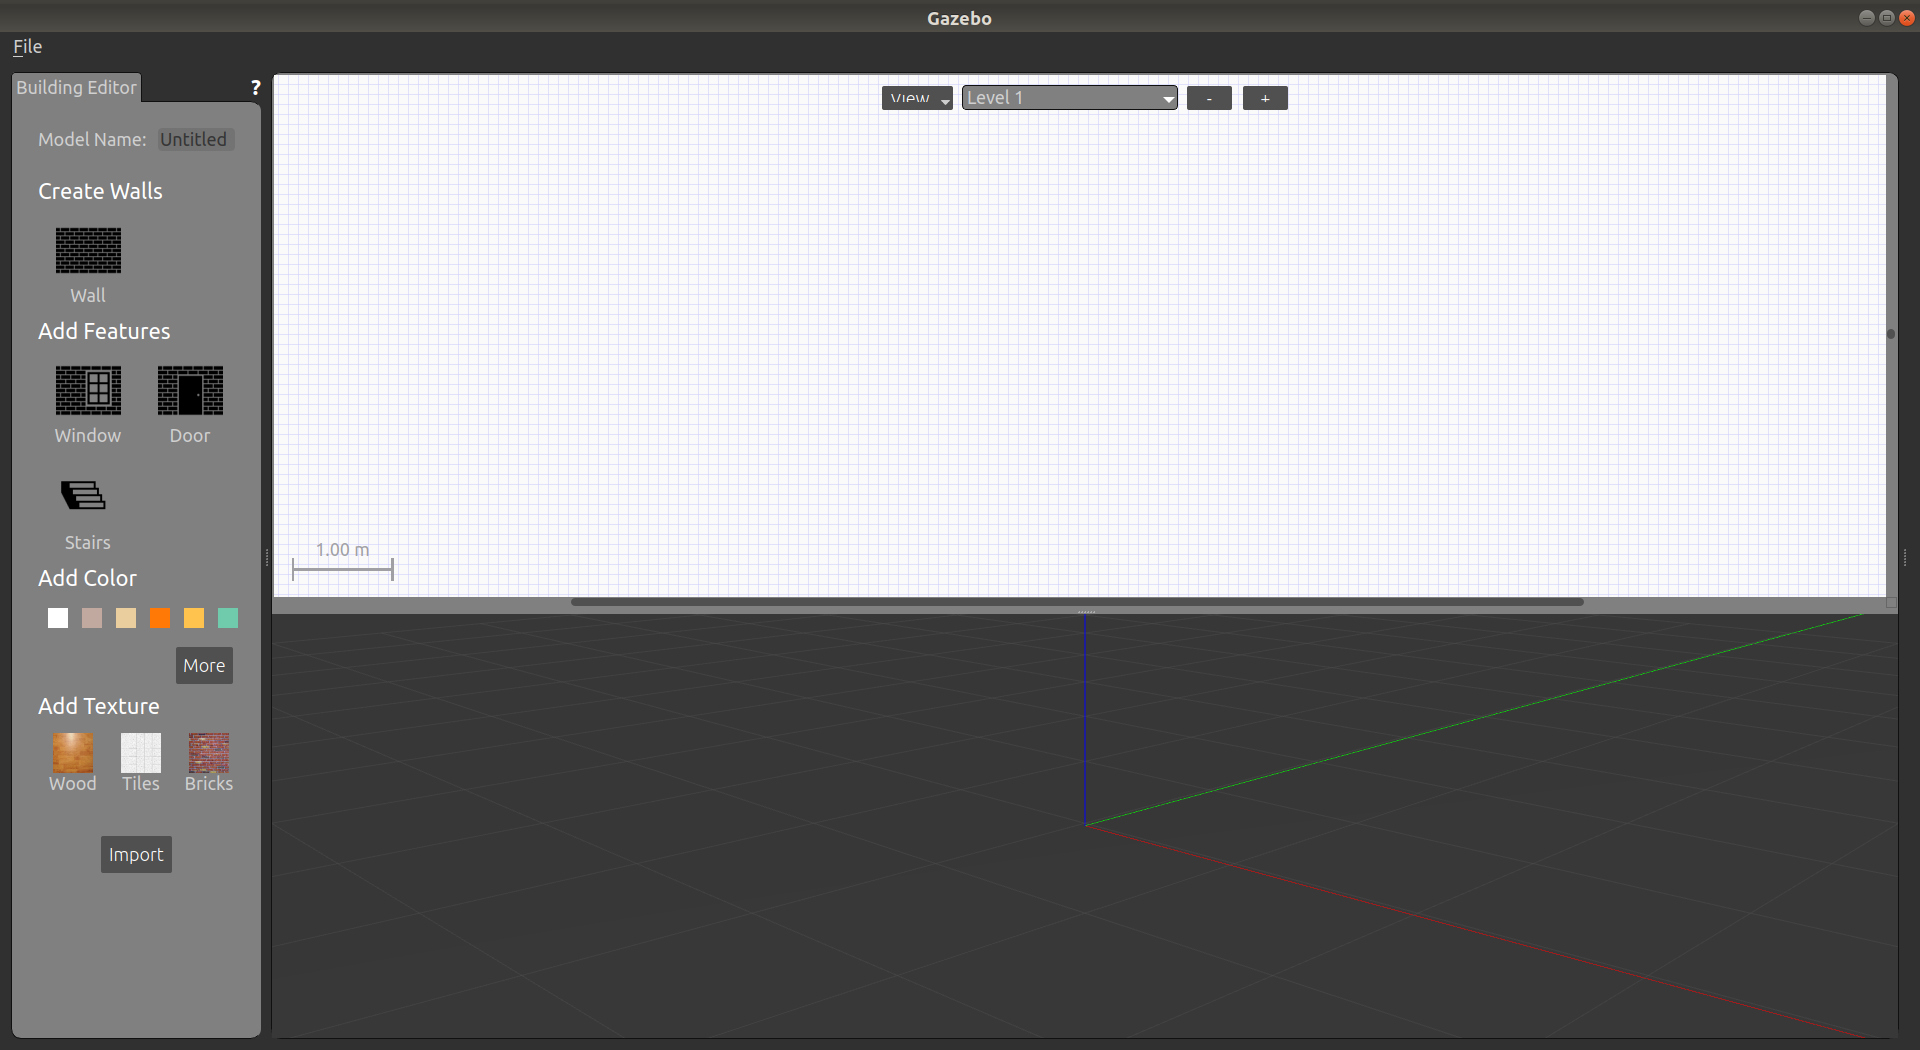 Gazebo
File
Building Editor
?
Model Name: Untitled
Create Walls
Wall
Add Features
Window Door
Stairs
Add Color
More
Add Texture
Wood Tiles Bricks
Import
View Level 1 - +
1.00 m